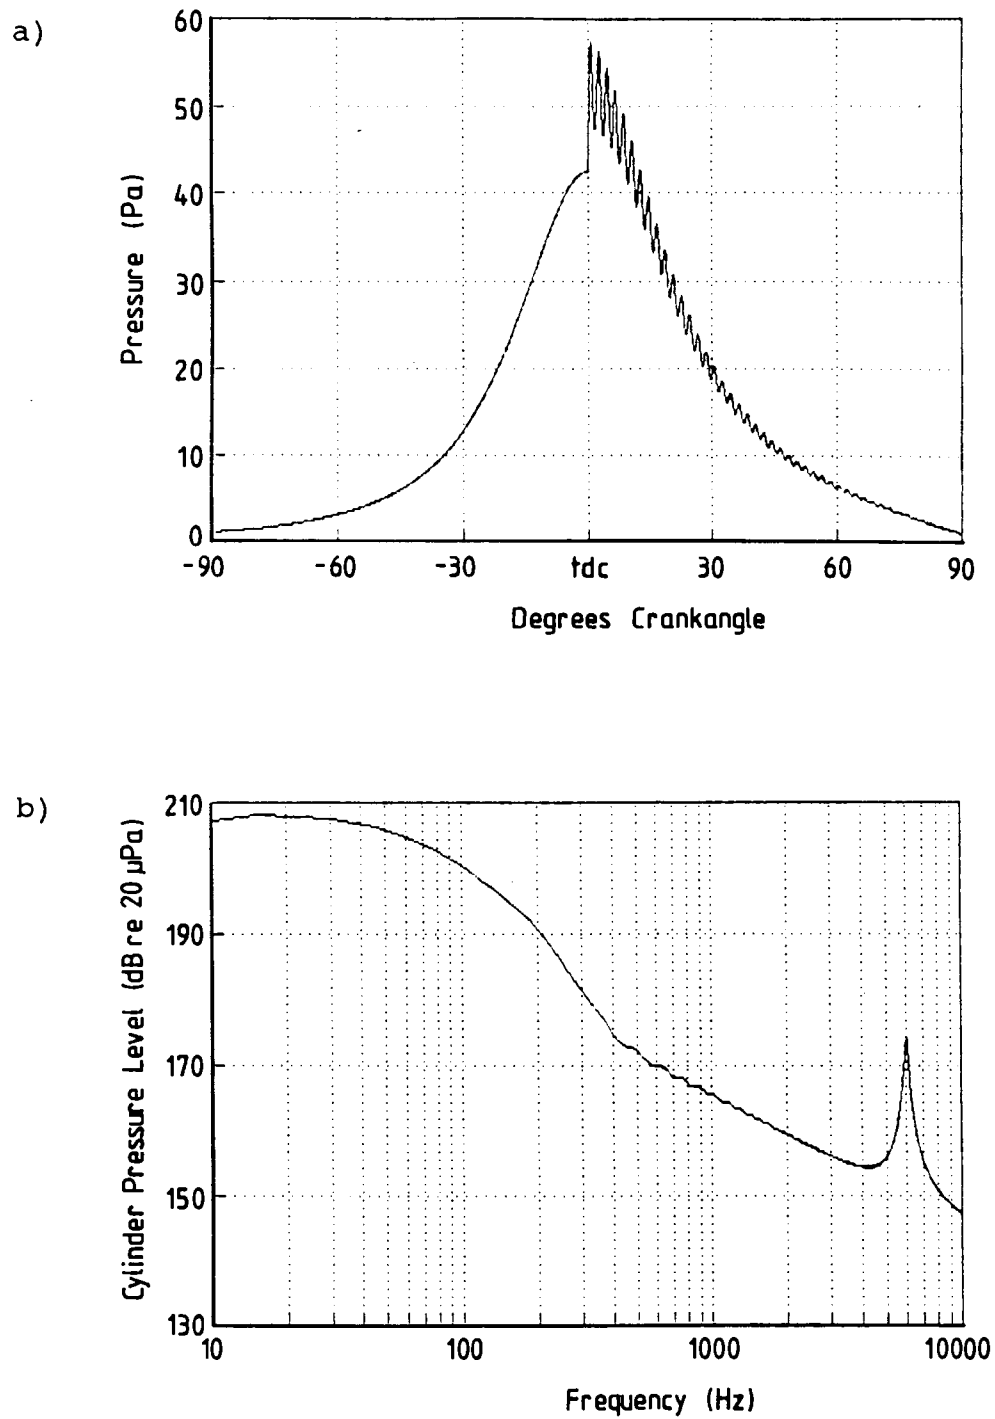 a)
60
50
40
30
20
10
0
Pressure (Pa)
-90 -60 -30 tdc 30 60 90
Degrees Crankangle
b)
210
190
170
150
130
Cylinder Pressure Level (dB re 20 µPa)
10 100 1000 10000
Frequency (Hz)